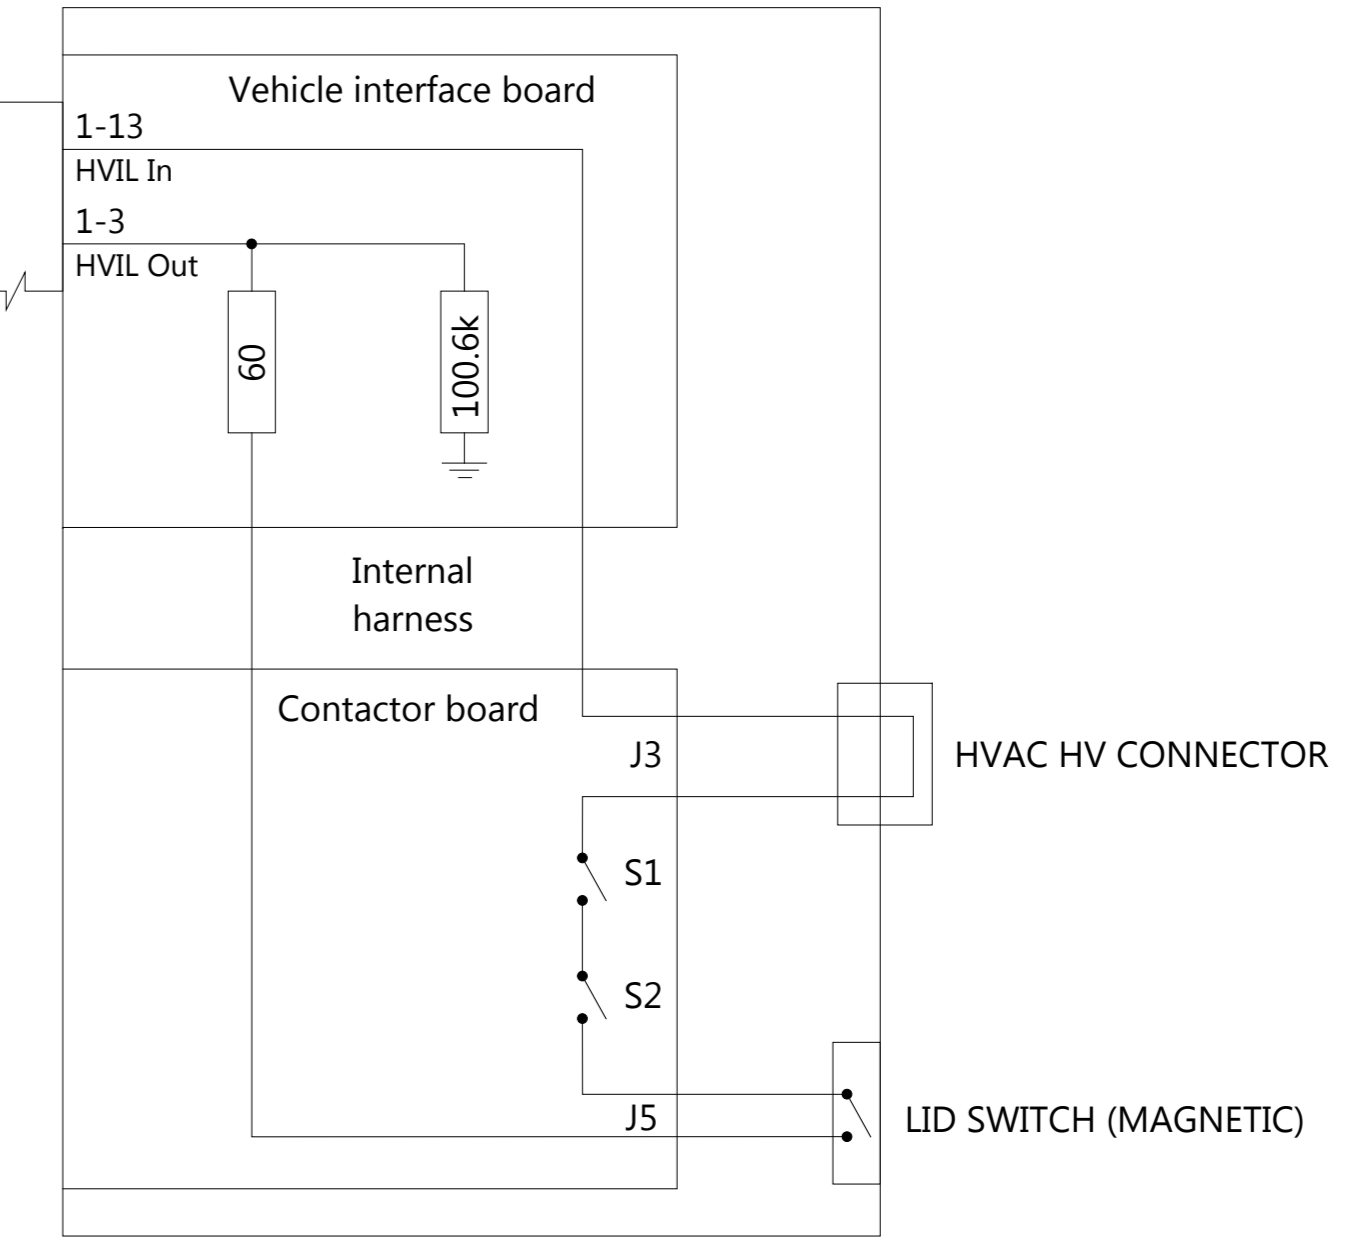 Vehicle interface board
1-13
HVIL In
1-3
HVIL Out
60
100.6k
Internal
harness
Contactor board
J3
HVAC HV CONNECTOR
S1
S2
J5
LID SWITCH (MAGNETIC)